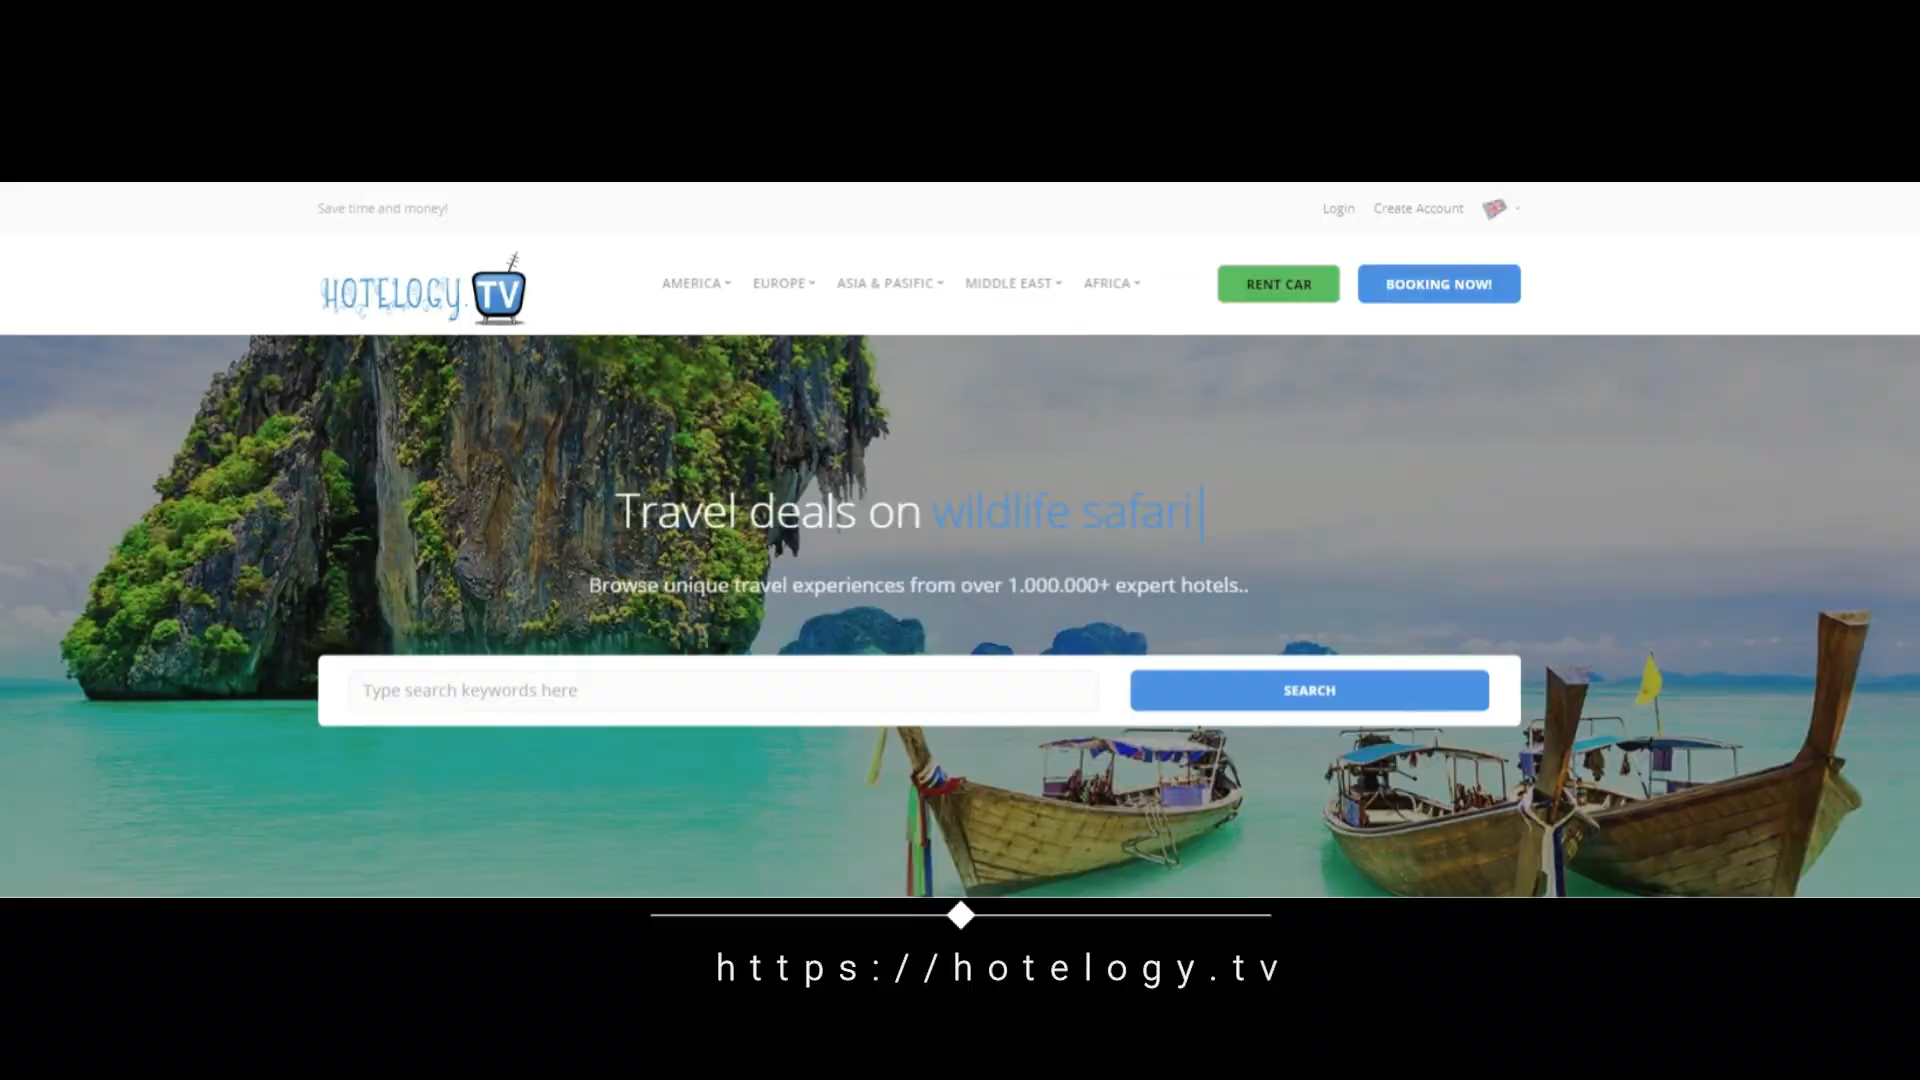 Save time and money!
Login Create Account
HOTELOGY.TV
AMERICA EUROPE ASIA & PASIFIC MIDDLE EAST AFRICA
RENT CAR
BOOKING NOW!
Travel deals on wildlife safari
Browse unique travel experiences from over 1.000.000+ expert hotels..
Type search keywords here
SEARCH
https://hotelogy.tv